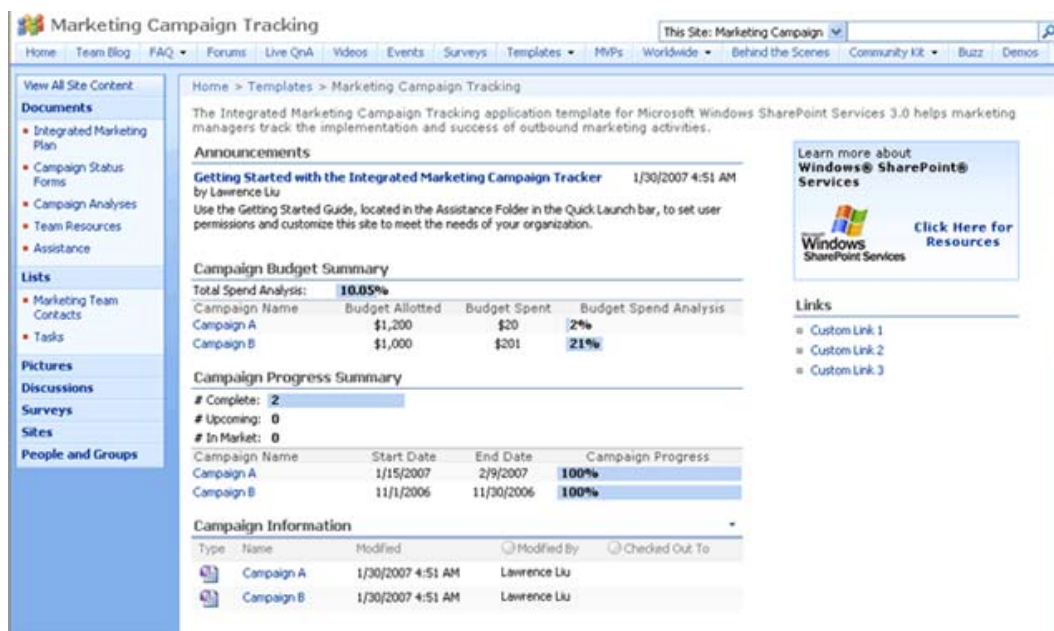 Marketing Campaign Tracking
This Site: Marketing Campaign
Home Team Blog FAQ Forums Live QnA Videos Events Surveys Templates MVPs Worldwide Behind the Scenes Community Kit Buzz Demos
View All Site Content
Documents
Integrated Marketing
Plan
Campaign Status
Forms
Campaign Analyses
Team Resources
Assistance
Lists
Marketing Team
Contacts
Tasks
Pictures
Discussions
Surveys
Sites
People and Groups
Home > Templates > Marketing Campaign Tracking
The Integrated Marketing Campaign Tracking application template for Microsoft Windows SharePoint Services 3.0 helps marketing
managers track the implementation and success of outbound marketing activities.
Announcements
Getting Started with the Integrated Marketing Campaign Tracker 1/30/2007 4:51 AM
by Lawrence Liu
Use the Getting Started Guide, located in the Assistance Folder in the Quick Launch bar, to set user
permissions and customize this site to meet the needs of your organization.
Campaign Budget Summary
Total Spend Analysis: 10.05%
Campaign Name Budget Allotted Budget Spent Budget Spend Analysis
Campaign A $1,200 $20 2%
Campaign B $1,000 $201 21%
Campaign Progress Summary
# Complete: 2
# Upcoming: 0
# In Market: 0
Campaign Name Start Date End Date Campaign Progress
Campaign A 1/15/2007 2/9/2007 100%
Campaign B 11/1/2006 11/30/2006 100%
Campaign Information
Type Name Modified Modified By Checked Out To
Campaign A 1/30/2007 4:51 AM Lawrence Liu
Campaign B 1/30/2007 4:51 AM Lawrence Liu
Learn more about
Windows® SharePoint®
Services
Microsoft
Windows
SharePoint Services
Click Here for
Resources
Links
Custom Link 1
Custom Link 2
Custom Link 3